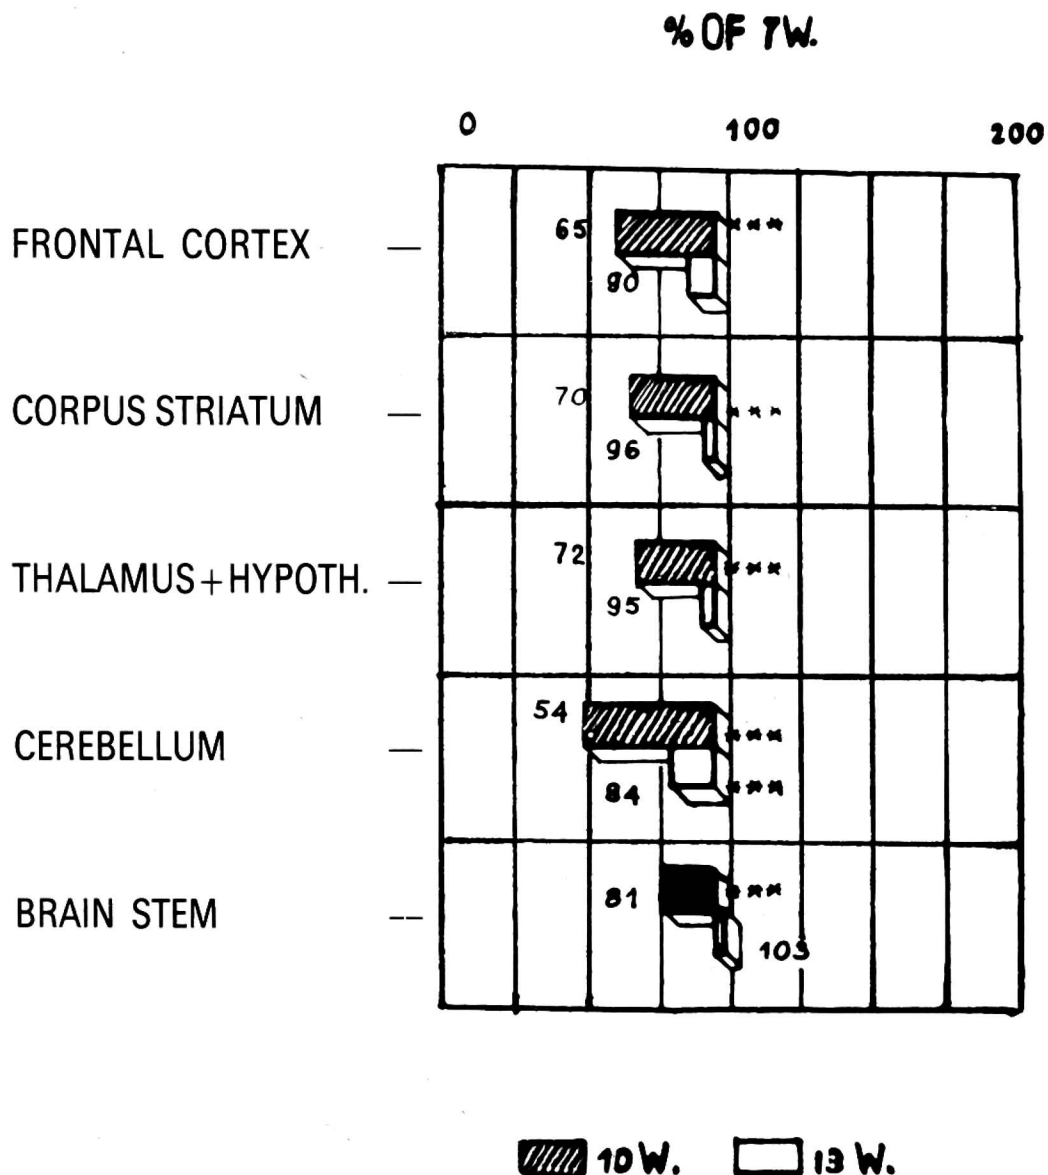 % OF 7W.
0 100 200
FRONTAL CORTEX — 65 ***
90
CORPUS STRIATUM — 70 ***
96
THALAMUS+HYPOTH. — 72 ***
95
CEREBELLUM — 54 ***
84 ***
BRAIN STEM -- 81 ***
103
10 W. 13 W.